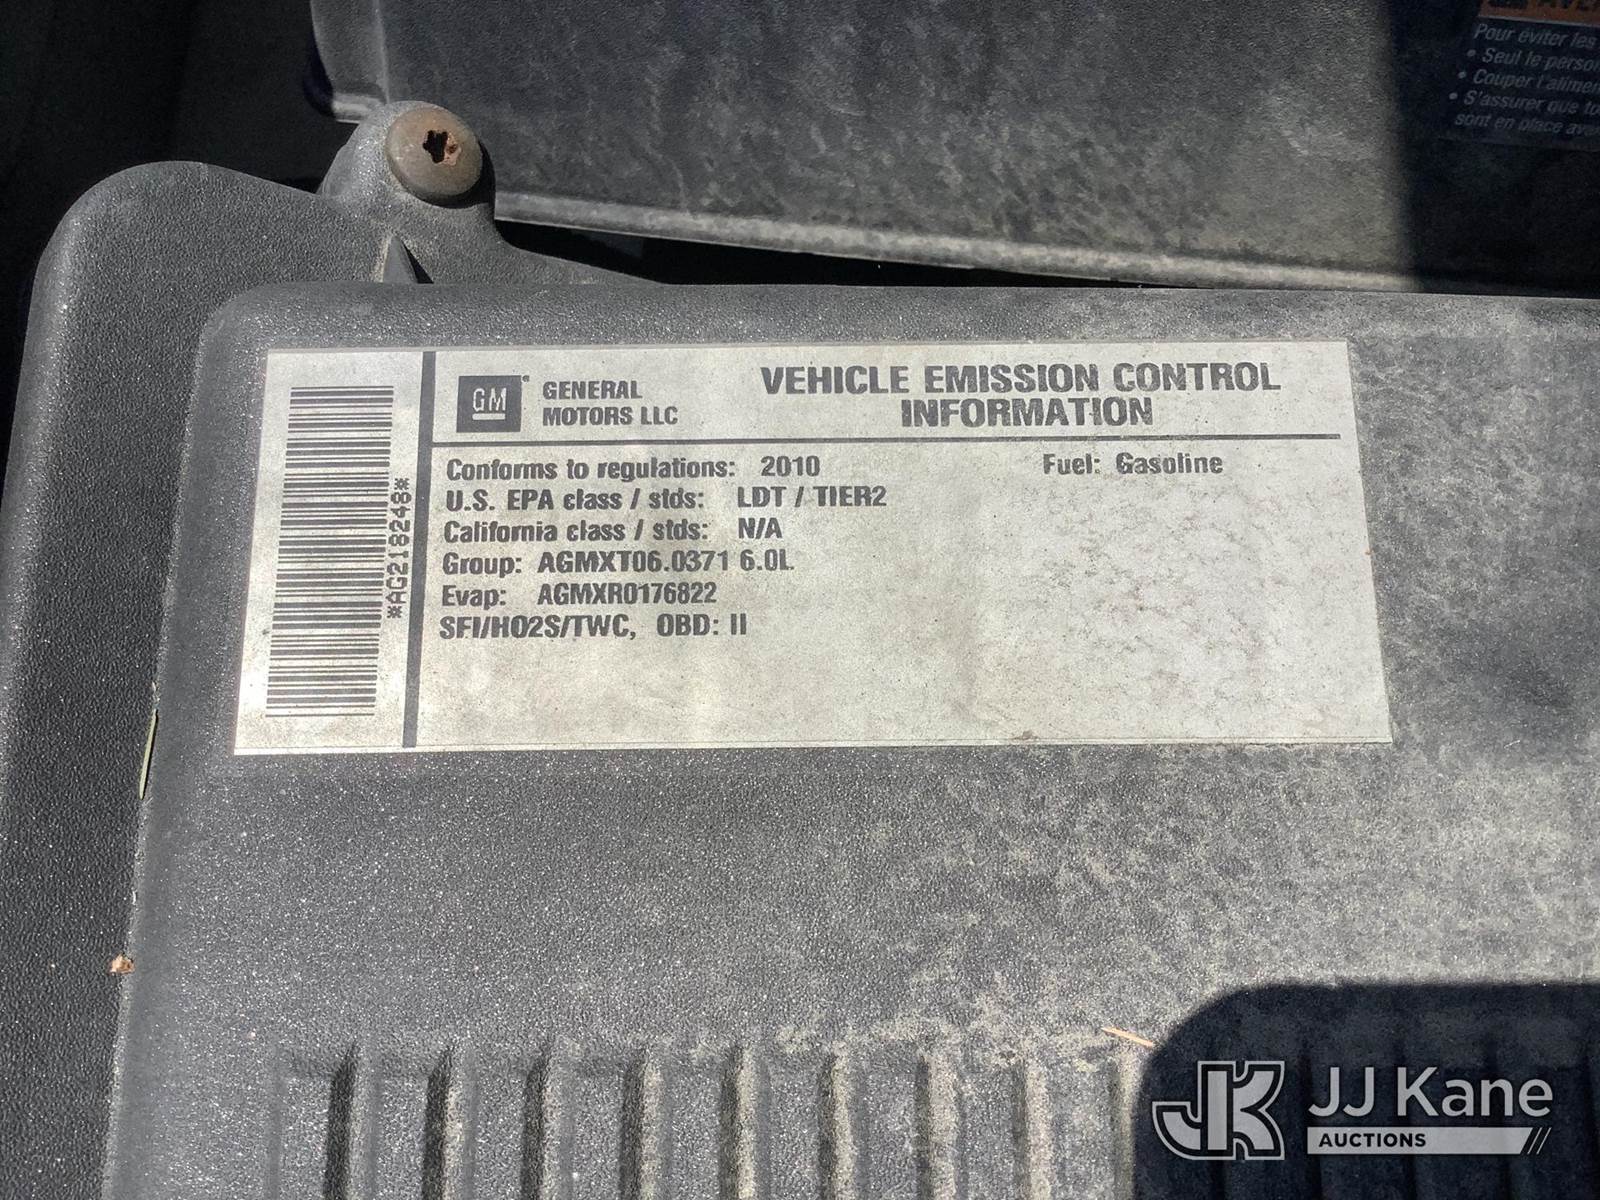 Pour éviter les
• Seul le person
• Couper l'alimen
• S'assurer que to
sont en place avan
GM
GENERAL
MOTORS LLC
VEHICLE EMISSION CONTROL
INFORMATION
Conforms to regulations: 2010
Fuel: Gasoline
U.S. EPA class / stds: LDT / TIER2
California class / stds: N/A
Group: AGMXT06.0371 6.0L
Evap: AGMXR0176822
SFI/HO2S/TWC, OBD: II
*AG218248*
JK
JJ Kane
AUCTIONS